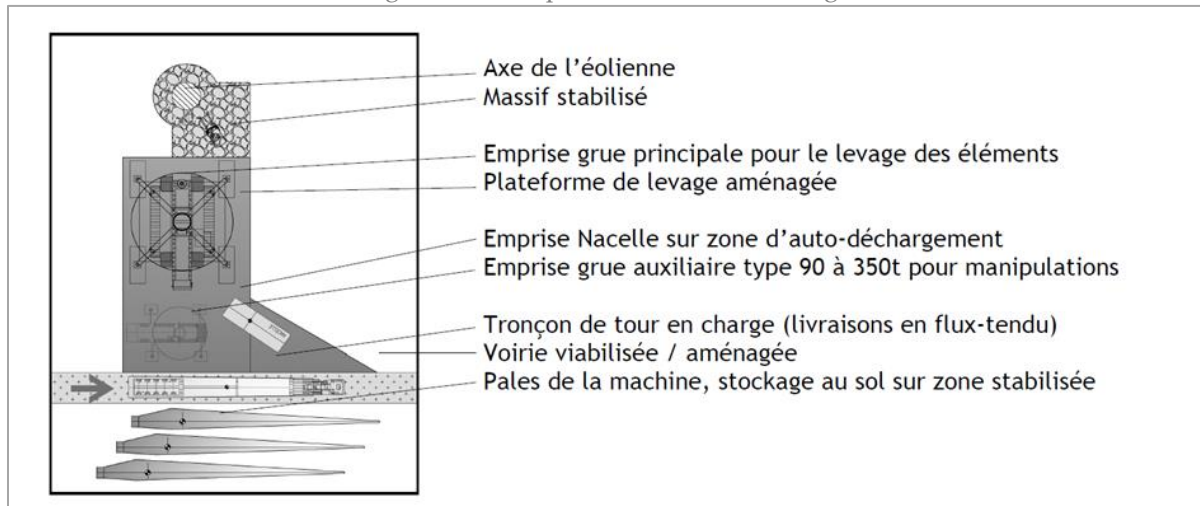 Axe de l'éolienne
Massif stabilisé
Emprise grue principale pour le levage des éléments
Plateforme de levage aménagée
Emprise Nacelle sur zone d'auto-déchargement
Emprise grue auxiliaire type 90 à 350t pour manipulations
Tronçon de tour en charge (livraisons en flux-tendu)
Voirie viabilisée / aménagée
Pales de la machine, stockage au sol sur zone stabilisée